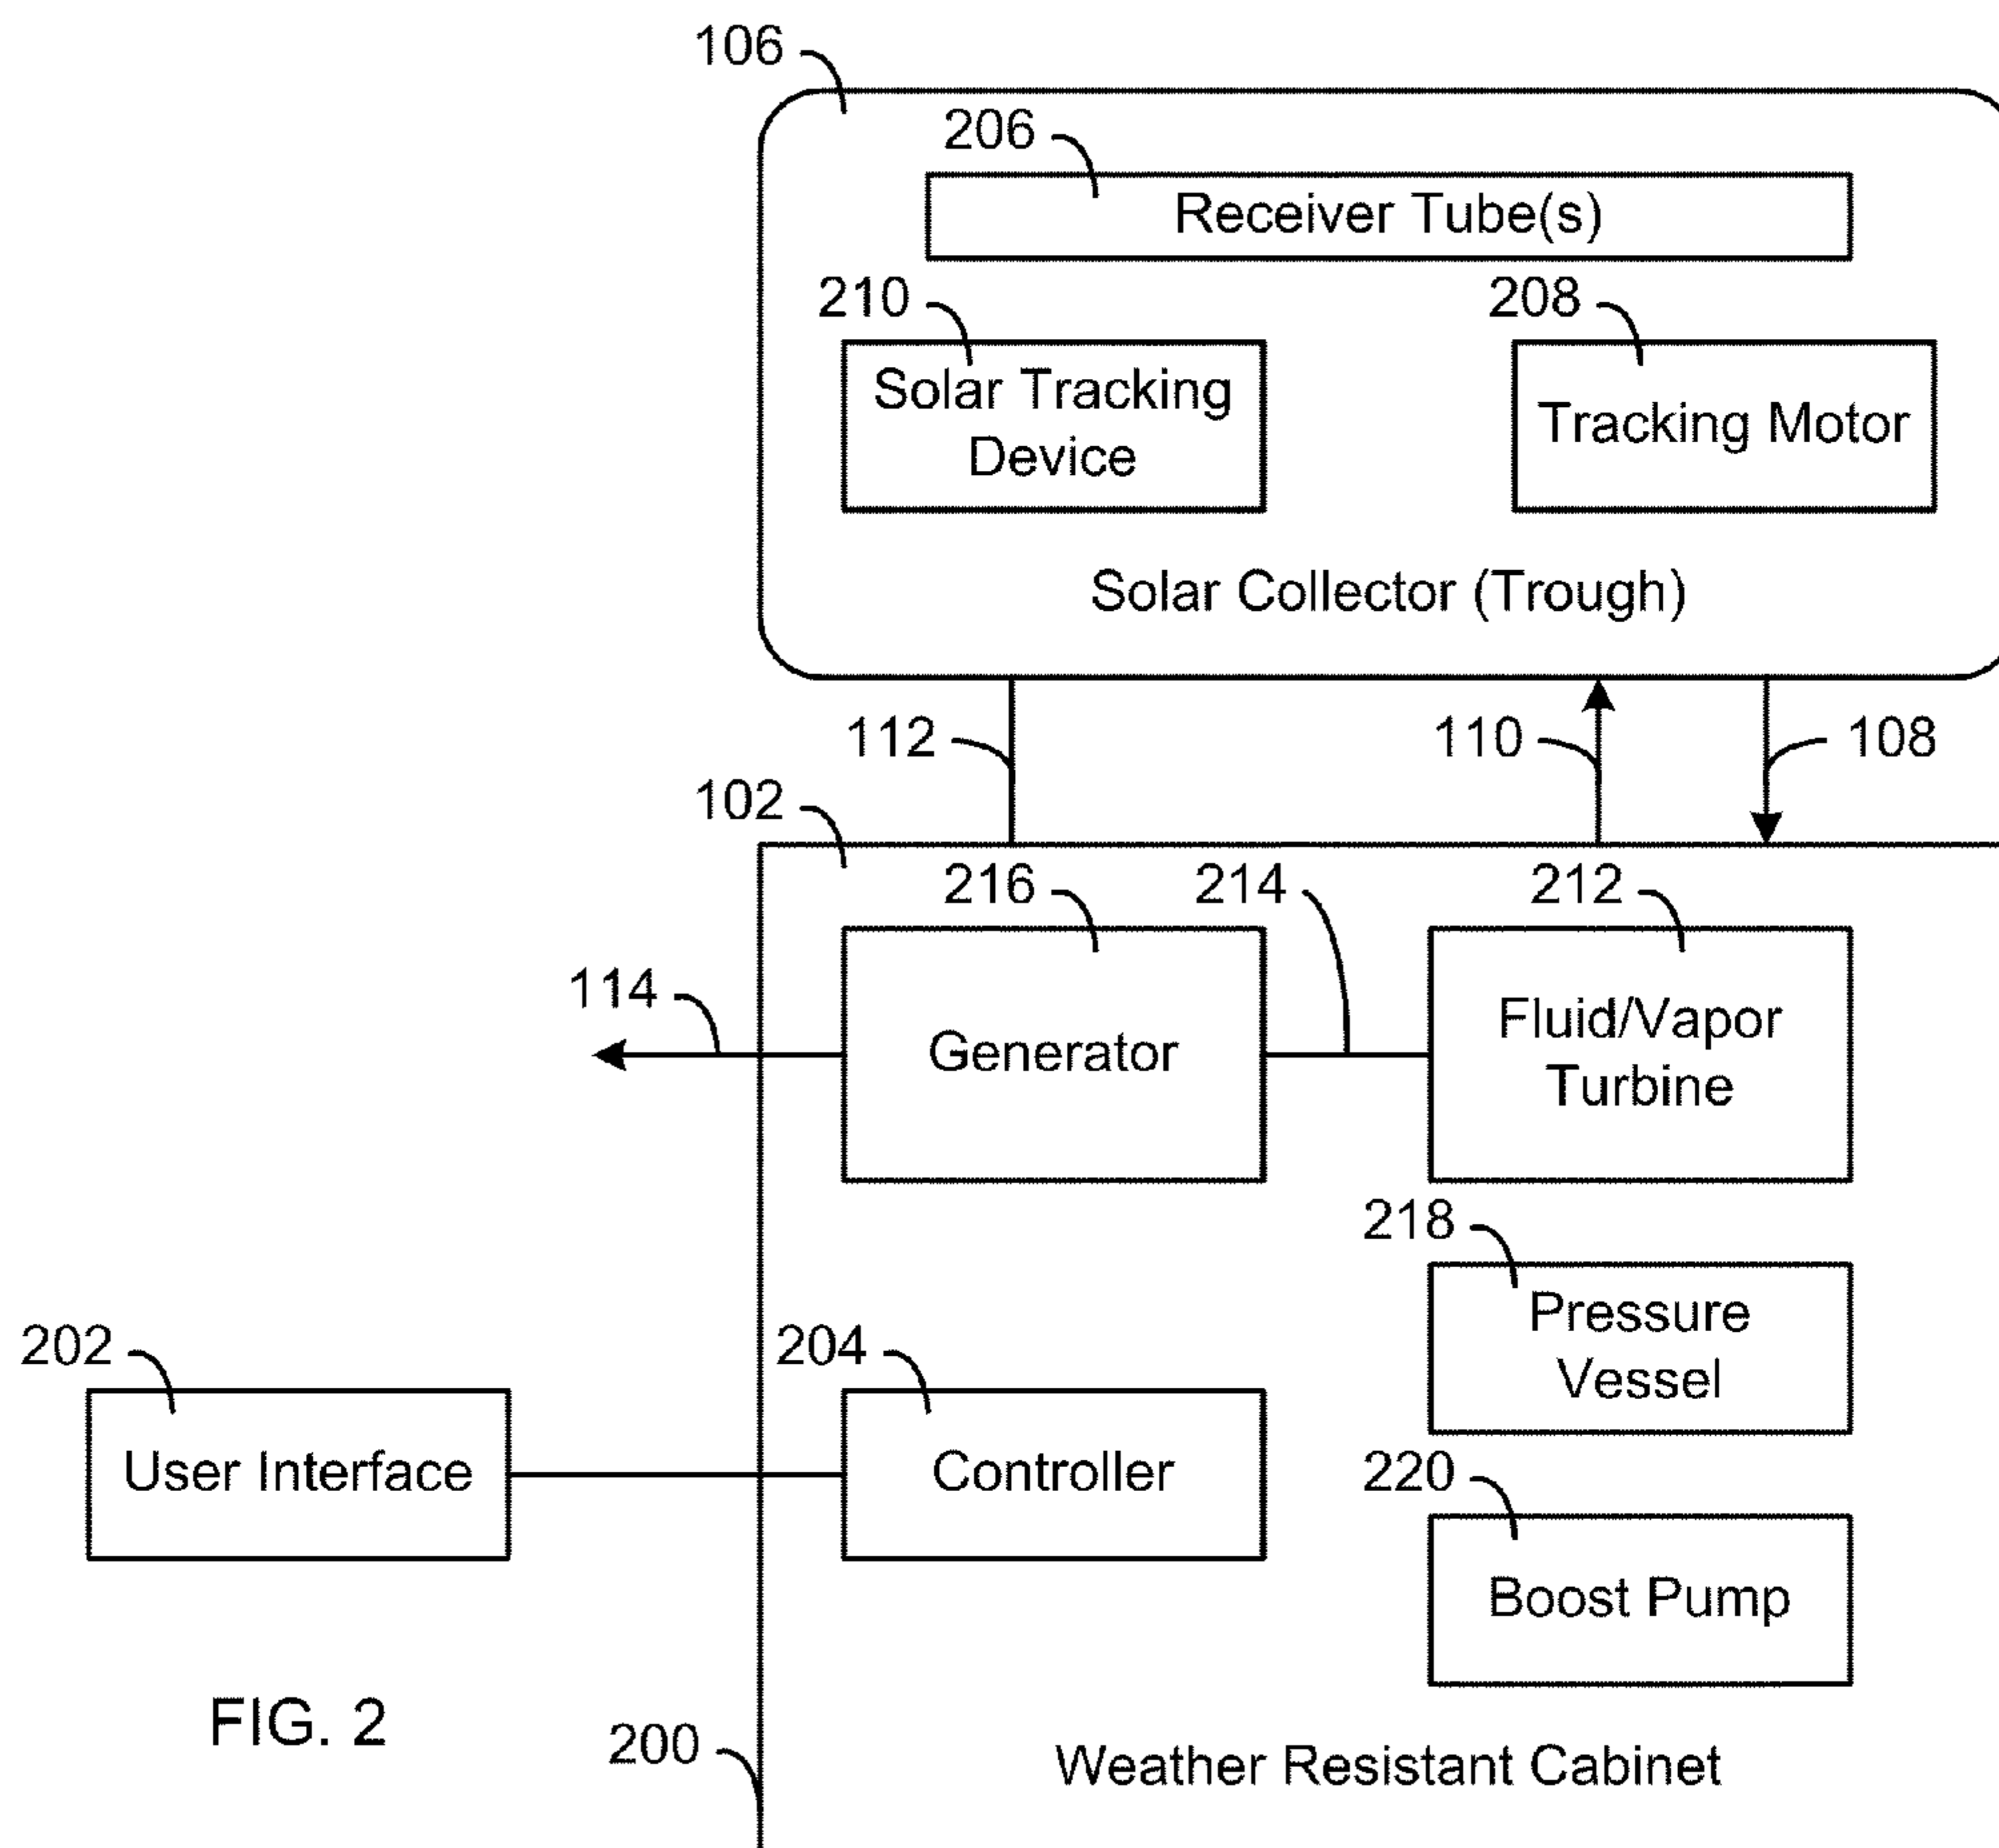 106
206
Receiver Tube(s)
210
208
Solar Tracking
Device
Tracking Motor
Solar Collector (Trough)
112
110
108
102
216
214
212
114
Generator
Fluid/Vapor
Turbine
218
Pressure
Vessel
202
204
User Interface
Controller
220
Boost Pump
FIG. 2
200
Weather Resistant Cabinet